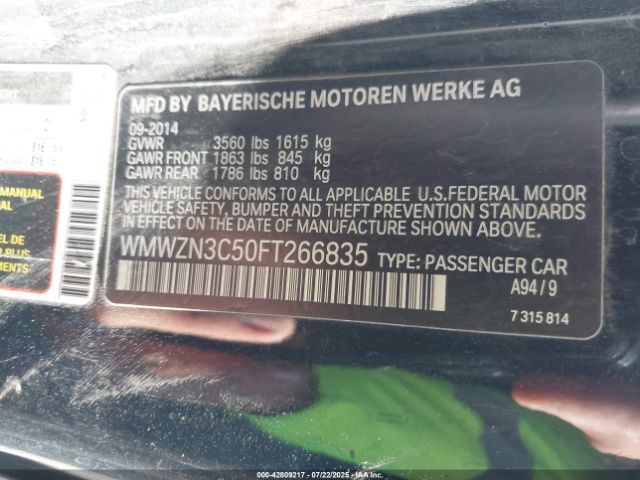 MFD BY BAYERISCHE MOTOREN WERKE AG
09-2014
GVWR 3560 lbs 1615 kg
GAWR FRONT 1863 lbs 845 kg
GAWR REAR 1786 lbs 810 kg
THIS VEHICLE CONFORMS TO ALL APPLICABLE U.S.FEDERAL MOTOR
VEHICLE SAFETY, BUMPER AND THEFT PREVENTION STANDARDS
IN EFFECT ON THE DATE OF MANUFACTURE SHOWN ABOVE.
WMWZN3C50FT266835 TYPE: PASSENGER CAR
A94 / 9
7 315 814
MANUAL
PLUS
000-42809217 - 07/22/2025 - IAAI.COM